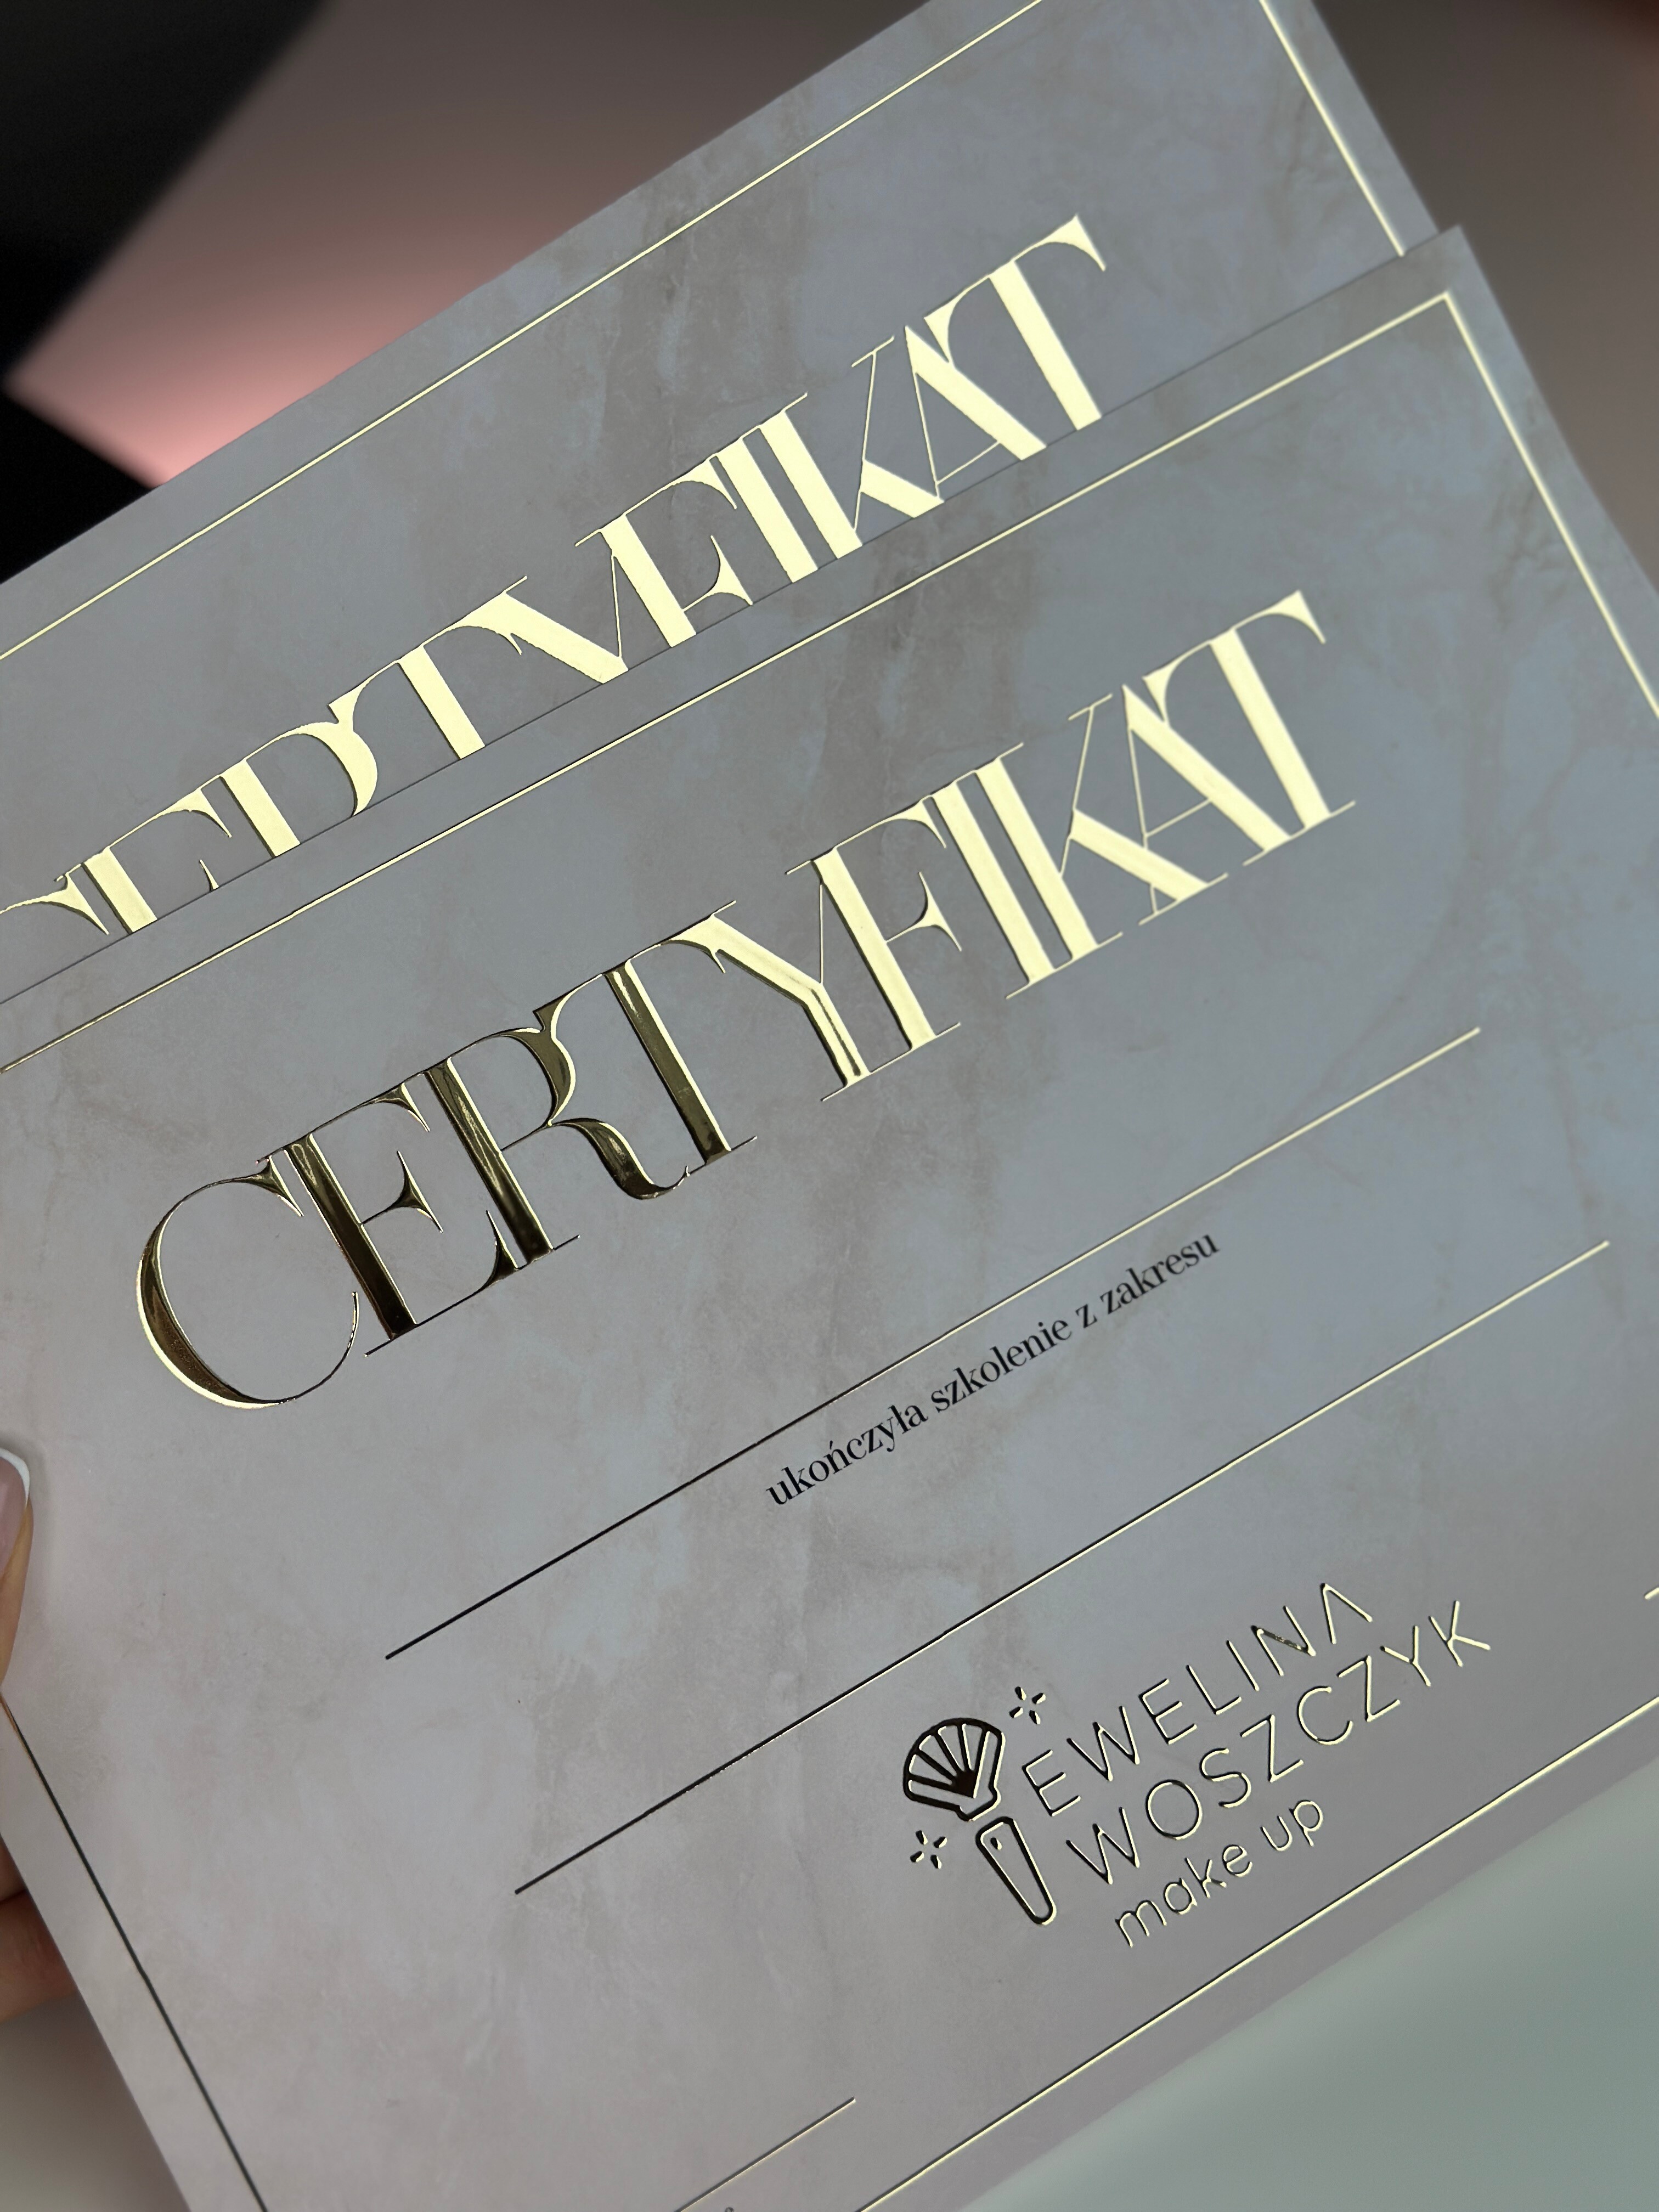 CERTYFIKAT
CERTYFIKAT
ukończyła szkolenie z zakresu
EWELINA
WOSZCZYK
make up